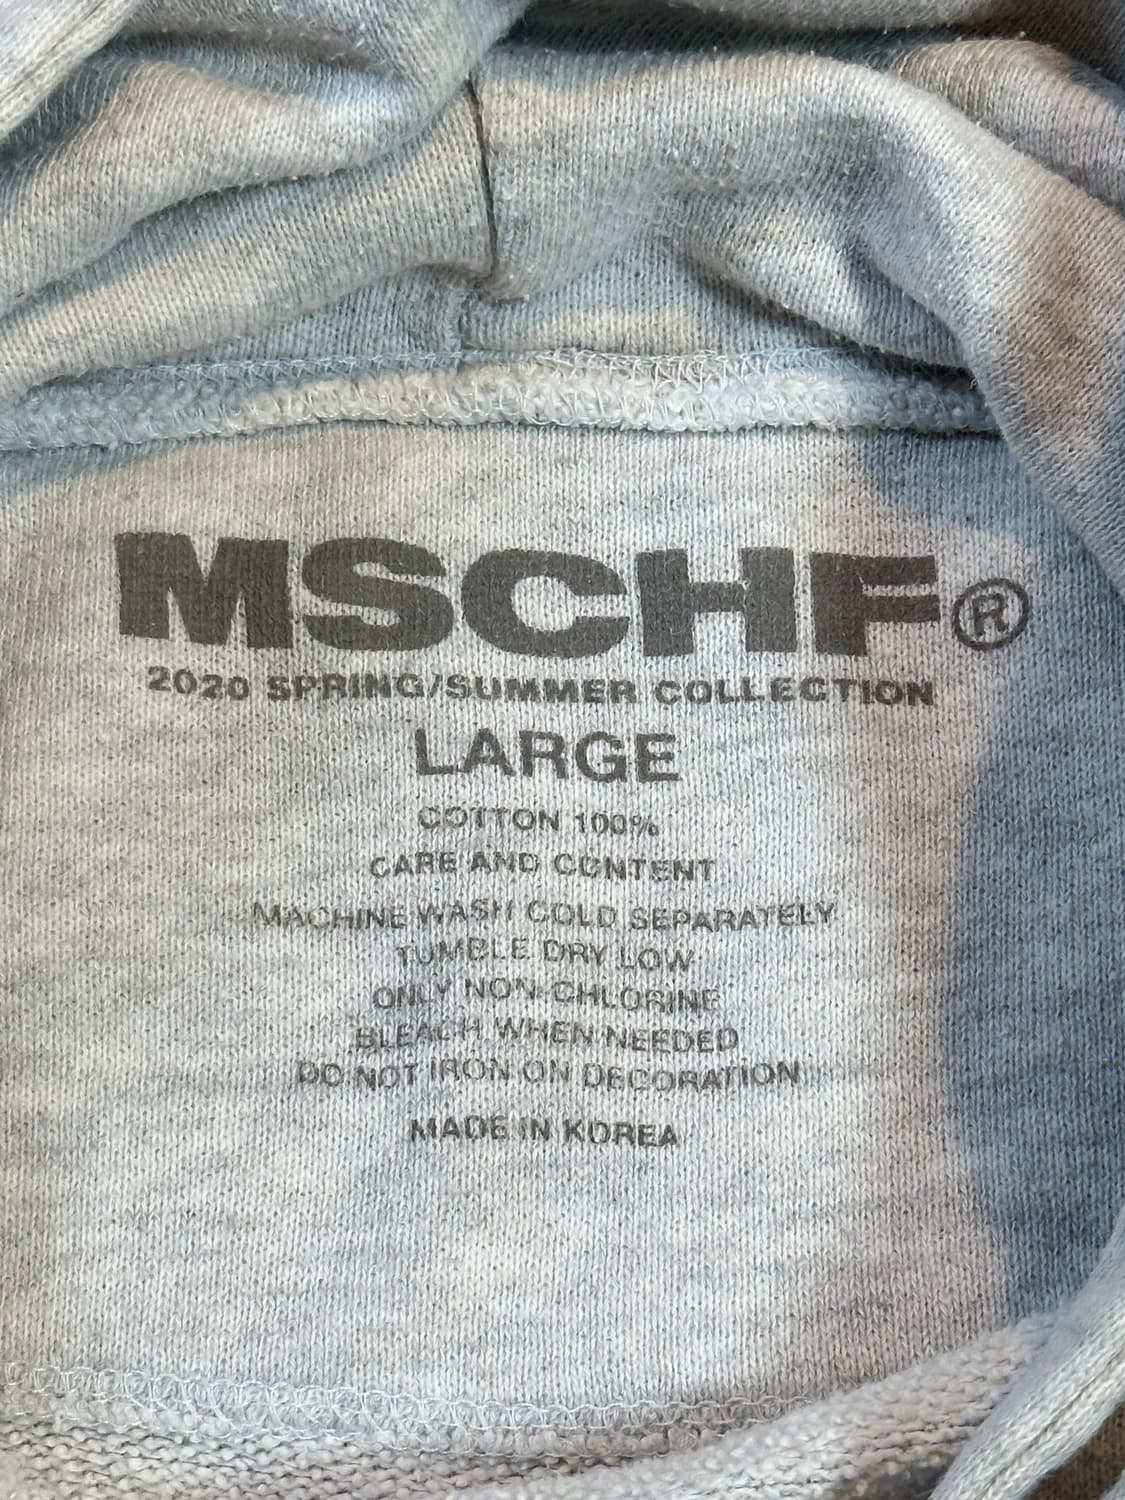 MSCHF®
2020 SPRING/SUMMER COLLECTION
LARGE
COTTON 100%
CARE AND CONTENT
MACHINE WASH COLD SEPARATELY
TUMBLE DRY LOW
ONLY NON-CHLORINE
BLEACH WHEN NEEDED
DO NOT IRON ON DECORATION
MADE IN KOREA